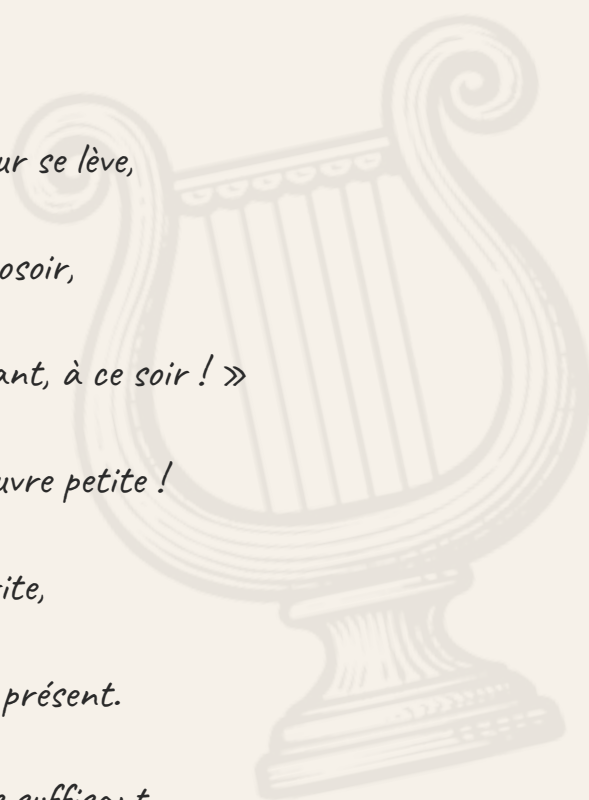 ur se lève,
osoir,
ant, à ce soir ! »
uvre petite !
ite,
présent.